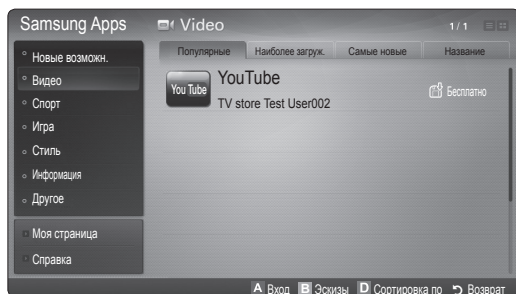 Samsung Apps
Video
1/1
Новые возможн.
Видео
Спорт
Игра
Стиль
Информация
Другое
Моя страница
Справка
Популярные
Наиболее загруж.
Самые новые
Название
You Tube
YouTube
TV store Test User002
Бесплатно
A Вход B Эскизы D Сортировка по Возврат